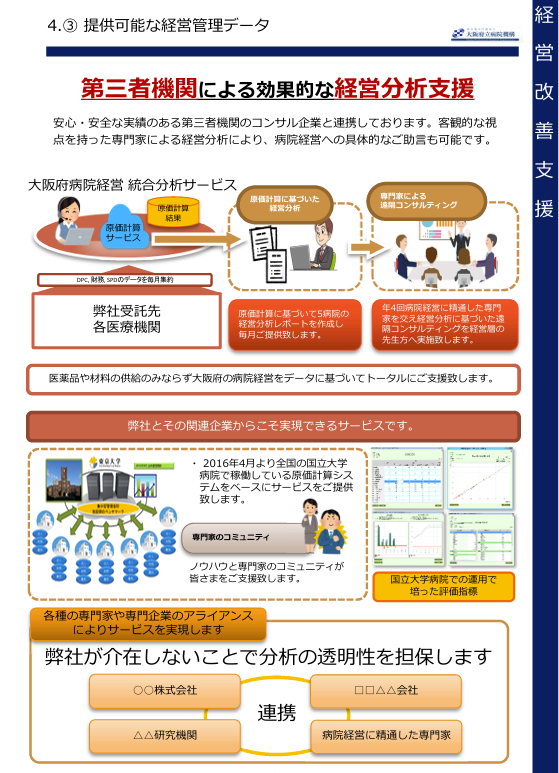 4.③ 提供可能な経営管理データ
大阪府立病院機構
経営改善支援
第三者機関による効果的な経営分析支援
安心・安全な実績のある第三者機関のコンサル企業と連携しております。客観的な視
点を持った専門家による経営分析により、病院経営への具体的なご助言も可能です。
大阪府病院経営 統合分析サービス
原価計算
サービス
原価計算
結果
原価計算に基づいた
経営分析
専門家による
遠隔コンサルティング
DPC, 財務, SPDのデータを毎月集約
弊社受託先
各医療機関
原価計算に基づいて5病院の
経営分析レポートを作成し
毎月ご提供致します。
年4回病院経営に精通した専門
家を交え経営分析に基づいた遠
隔コンサルティングを経営層の
先生方へ実施致します。
医薬品や材料の供給のみならず大阪府の病院経営をデータに基づいてトータルにご支援致します。
弊社とその関連企業からこそ実現できるサービスです。
東京大学
・ 2016年4月より全国の国立大学
病院で稼働している原価計算シス
テムをベースにサービスをご提供
致します。
専門家のコミュニティ
ノウハウと専門家のコミュニティが
皆さまをご支援致します。
国立大学病院での運用で
培った評価指標
各種の専門家や専門企業のアライアンス
によりサービスを実現します
弊社が介在しないことで分析の透明性を担保します
○○株式会社
□□△△会社
連携
△△研究機関
病院経営に精通した専門家